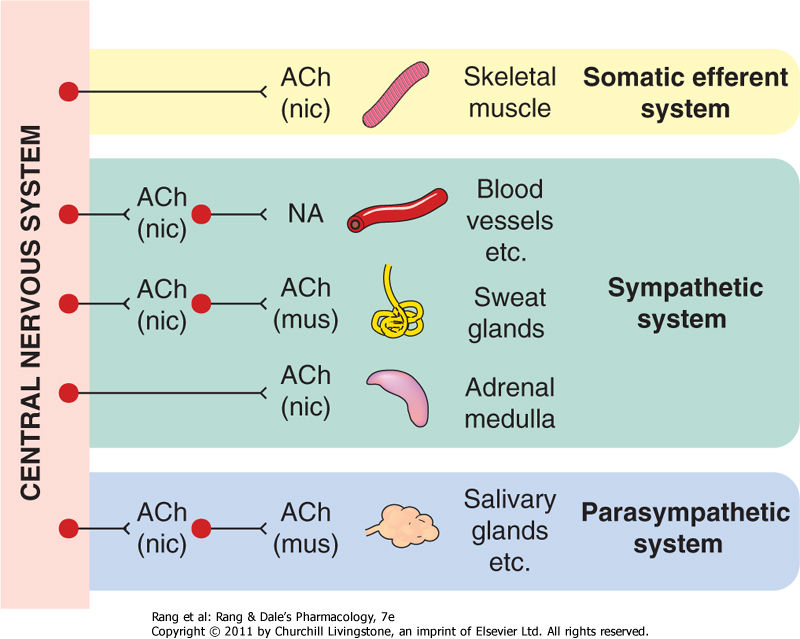 CENTRAL NERVOUS SYSTEM
ACh
(nic)
Skeletal
muscle
Somatic efferent
system
ACh
(nic)
NA
Blood
vessels
etc.
ACh
(nic)
ACh
(mus)
Sweat
glands
Sympathetic
system
ACh
(nic)
Adrenal
medulla
ACh
(nic)
ACh
(mus)
Salivary
glands
etc.
Parasympathetic
system
Rang et al: Rang & Dale's Pharmacology, 7e
Copyright © 2011 by Churchill Livingstone, an imprint of Elsevier Ltd. All rights reserved.